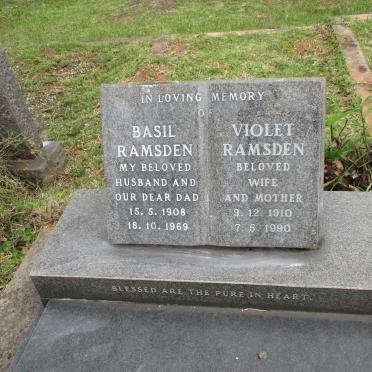 IN LOVING MEMORY
OF
BASIL
RAMSDEN
MY BELOVED
HUSBAND AND
OUR DEAR DAD
15. 5. 1908
18. 10. 1969
VIOLET
RAMSDEN
BELOVED
WIFE
AND MOTHER
9. 12. 1910
7. 5. 1990
BLESSED ARE THE PURE IN HEART.